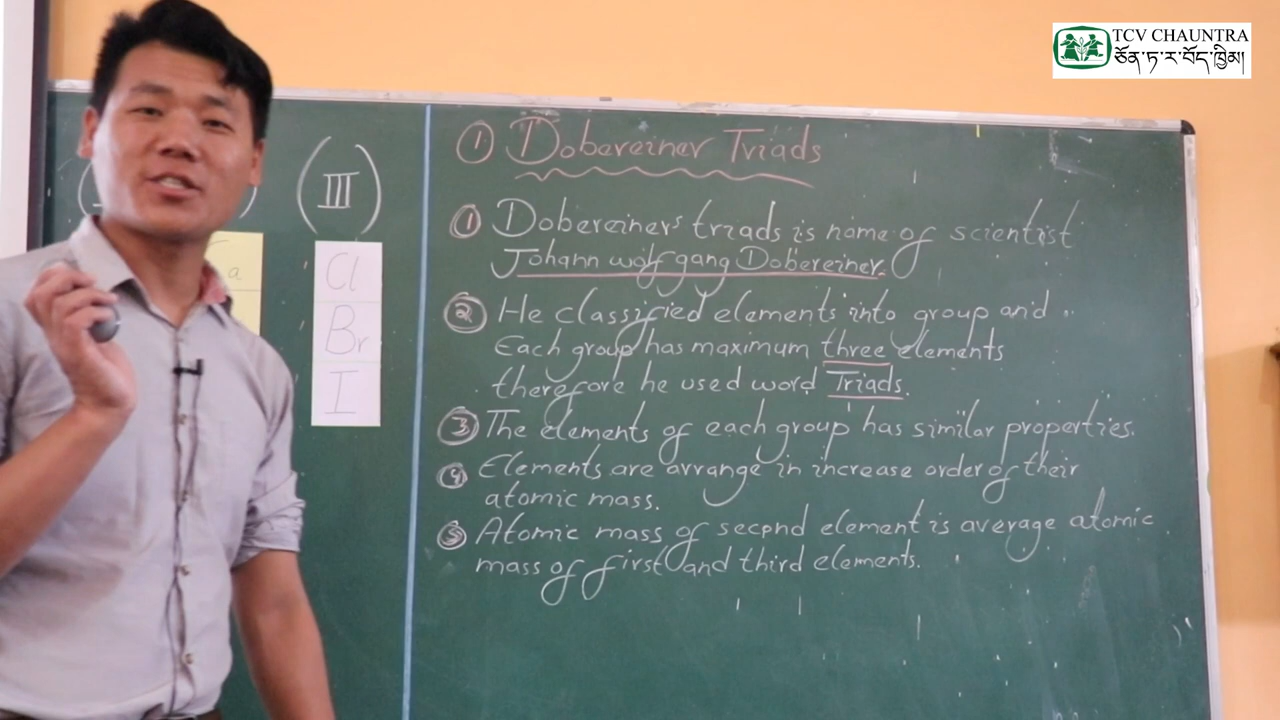 TCV CHAUNTRA
ཅོན་ཏ་ར་བོད་ཁྱིམ།
(III)
Cl
Br
I
a
① Dobereiner Triads
① Dobereiner's triads is name of scientist
Johann wolfgang Dobereiner.
② He classified elements into group and
Each group has maximum three elements
therefore he used word Triads.
③ The elements of each group has similar properties.
④ Elements are arrange in increase order of their
atomic mass.
⑤ Atomic mass of second element is average atomic
mass of first and third elements.